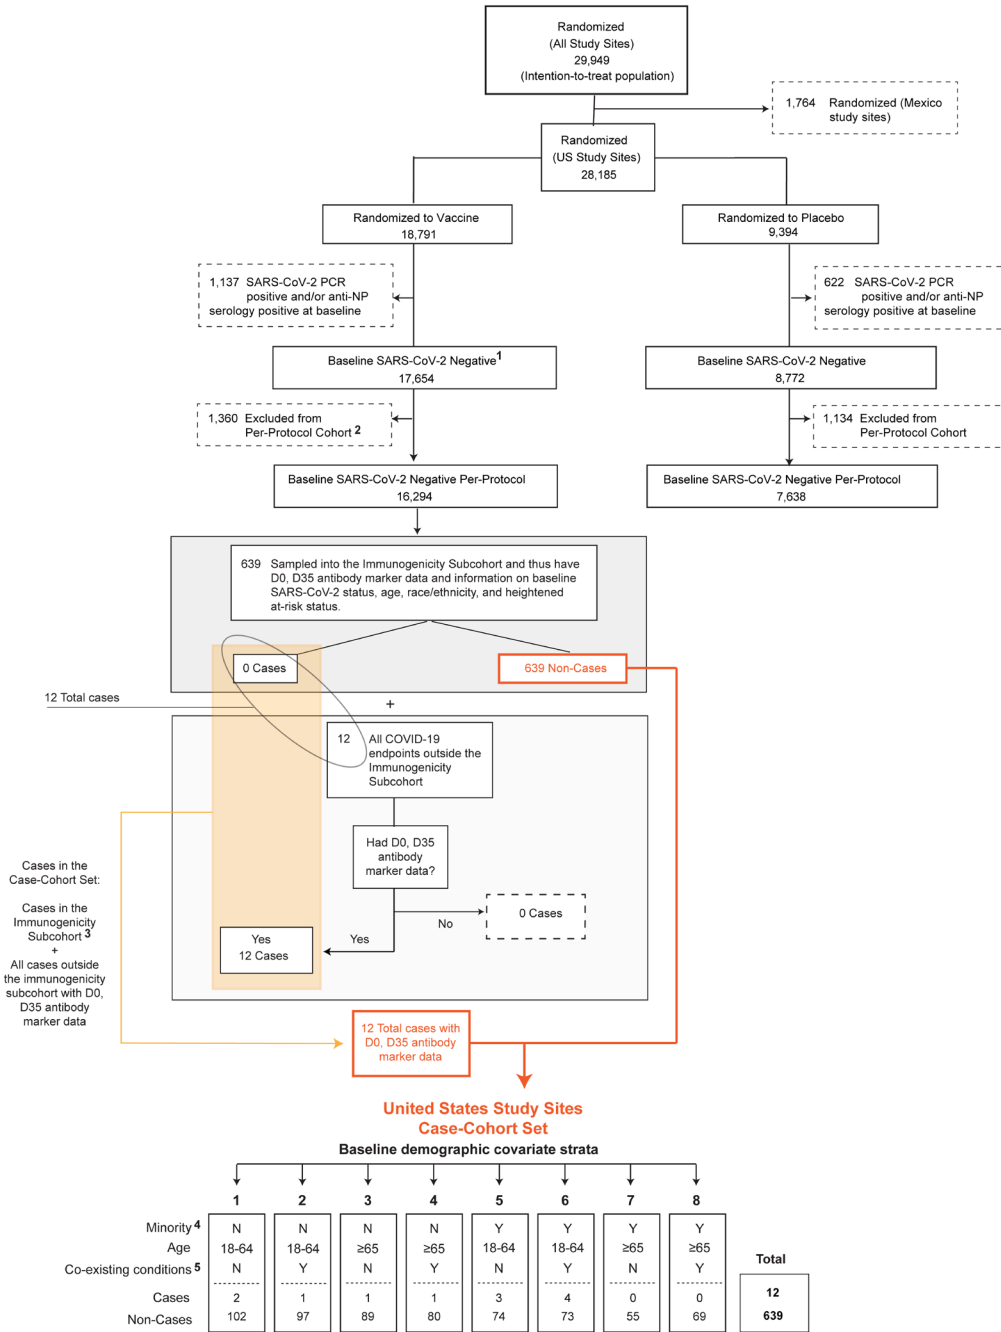 Randomized
(All Study Sites)
29,949
(Intention-to-treat population)
1,764 Randomized (Mexico
study sites)
Randomized
(US Study Sites)
28,185
Randomized to Vaccine
18,791
Randomized to Placebo
9,394
1,137 SARS-CoV-2 PCR
positive and/or anti-NP
serology positive at baseline
622 SARS-CoV-2 PCR
positive and/or anti-NP
serology positive at baseline
Baseline SARS-CoV-2 Negative1
17,654
Baseline SARS-CoV-2 Negative
8,772
1,360 Excluded from
Per-Protocol Cohort 2
1,134 Excluded from
Per-Protocol Cohort
Baseline SARS-CoV-2 Negative Per-Protocol
16,294
Baseline SARS-CoV-2 Negative Per-Protocol
7,638
639 Sampled into the Immunogenicity Subcohort and thus have
D0, D35 antibody marker data and information on baseline
SARS-CoV-2 status, age, race/ethnicity, and heightened
at-risk status.
0 Cases
639 Non-Cases
12 Total cases
+
12 All COVID-19
endpoints outside the
Immunogenicity
Subcohort
Had D0, D35
antibody
marker data?
No
0 Cases
Yes
Yes
12 Cases
Cases in the
Case-Cohort Set:
Cases in the
Immunogenicity
Subcohort 3
+
All cases outside
the immunogenicity
subcohort with D0,
D35 antibody
marker data
12 Total cases with
D0, D35 antibody
marker data
United States Study Sites
Case-Cohort Set
Baseline demographic covariate strata
1 2 3 4 5 6 7 8
Minority 4 N N N N Y Y Y Y
Age 18-64 18-64 ≥65 ≥65 18-64 18-64 ≥65 ≥65
Co-existing conditions 5 N Y N Y N Y N Y
Total
Cases 2 1 1 1 3 4 0 0 12
Non-Cases 102 97 89 80 74 73 55 69 639